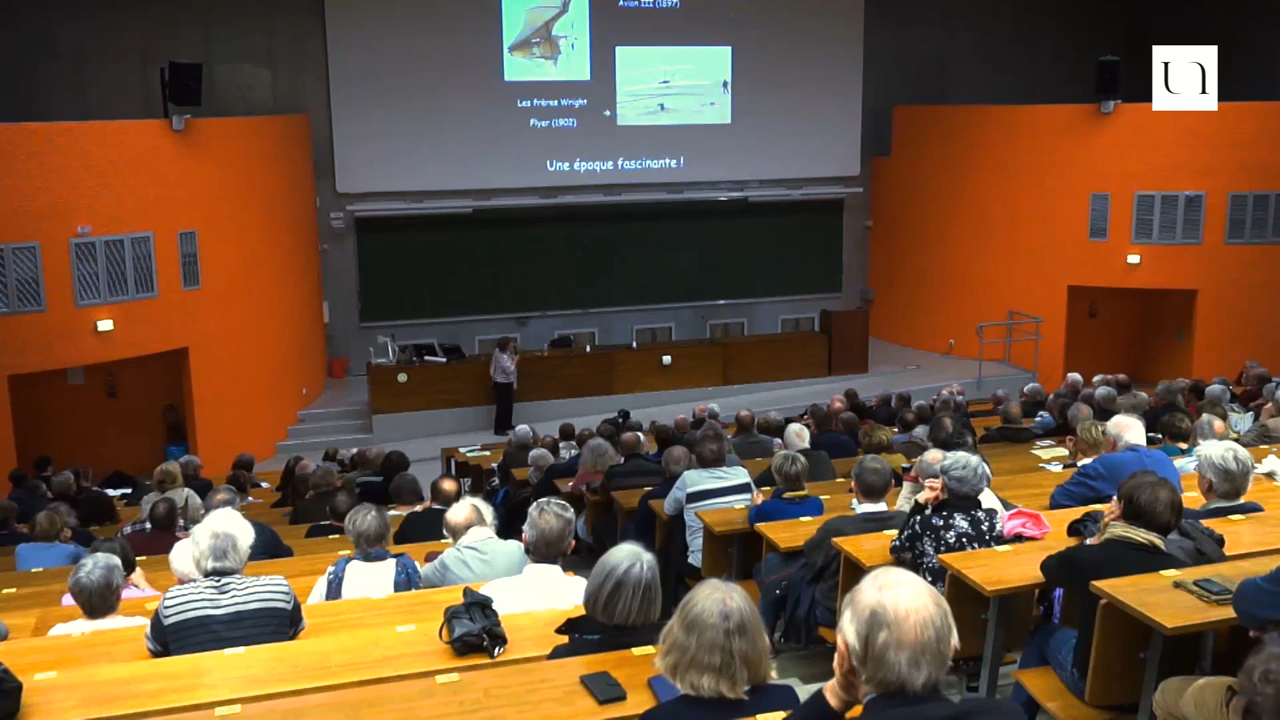 Avion III (1897)
Les frères Wright
Flyer (1902)
Une époque fascinante !